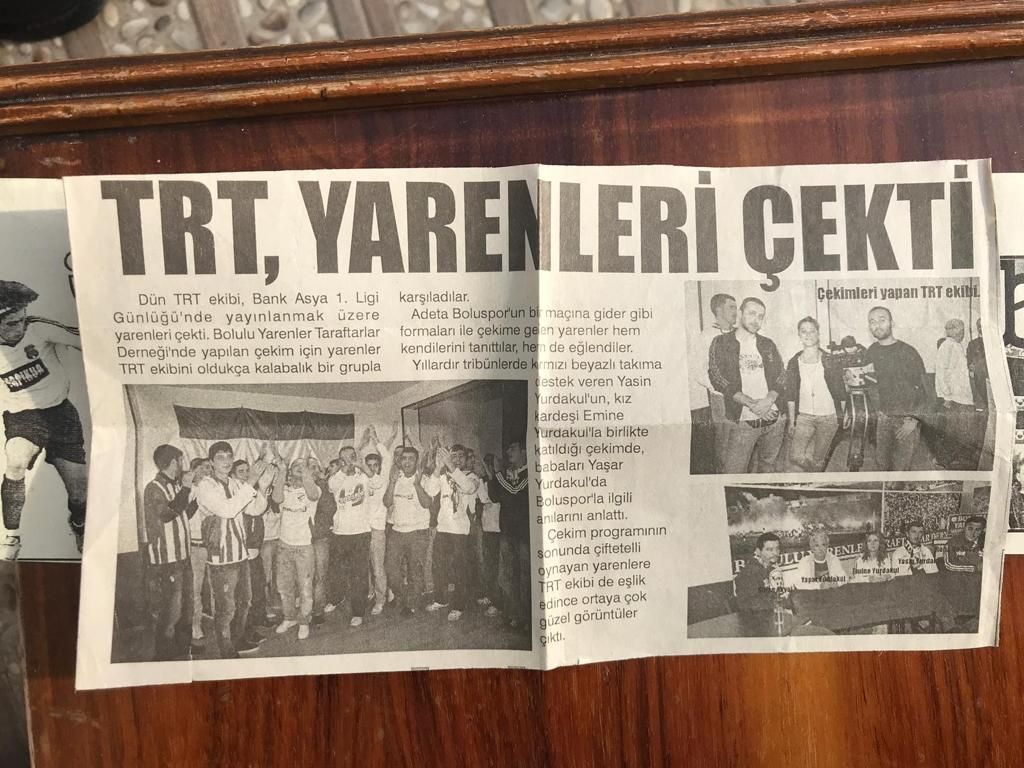 TRT, YARENLERİ ÇEKTİ
Dün TRT ekibi, Bank Asya 1. Ligi
Günlüğü'nde yayınlanmak üzere
yarenleri çekti. Bolulu Yarenler Taraftarlar
Derneği'nde yapılan çekim için yarenler
TRT ekibini oldukça kalabalık bir grupla
karşıladılar.
Adeta Boluspor'un bir maçına gider gibi
formaları ile çekime gelen yarenler hem
kendilerini tanıttılar, hem de eğlendiler.
Yıllardır tribünlerde kırmızı beyazlı takıma
destek veren Yasin
Yurdakul'un, kız
kardeşi Emine
Yurdakul'la birlikte
katıldığı çekimde,
babaları Yaşar
Yurdakul'da
Boluspor'la ilgili
anılarını anlattı.
Çekim programının
sonunda çiftetelli
oynayan yarenlere
TRT ekibi de eşlik
edince ortaya çok
güzel görüntüler
çıktı.
Çekimleri yapan TRT ekibi.
Yaşar Yurdakul
Emine Yurdakul
Yasin Yurdakul